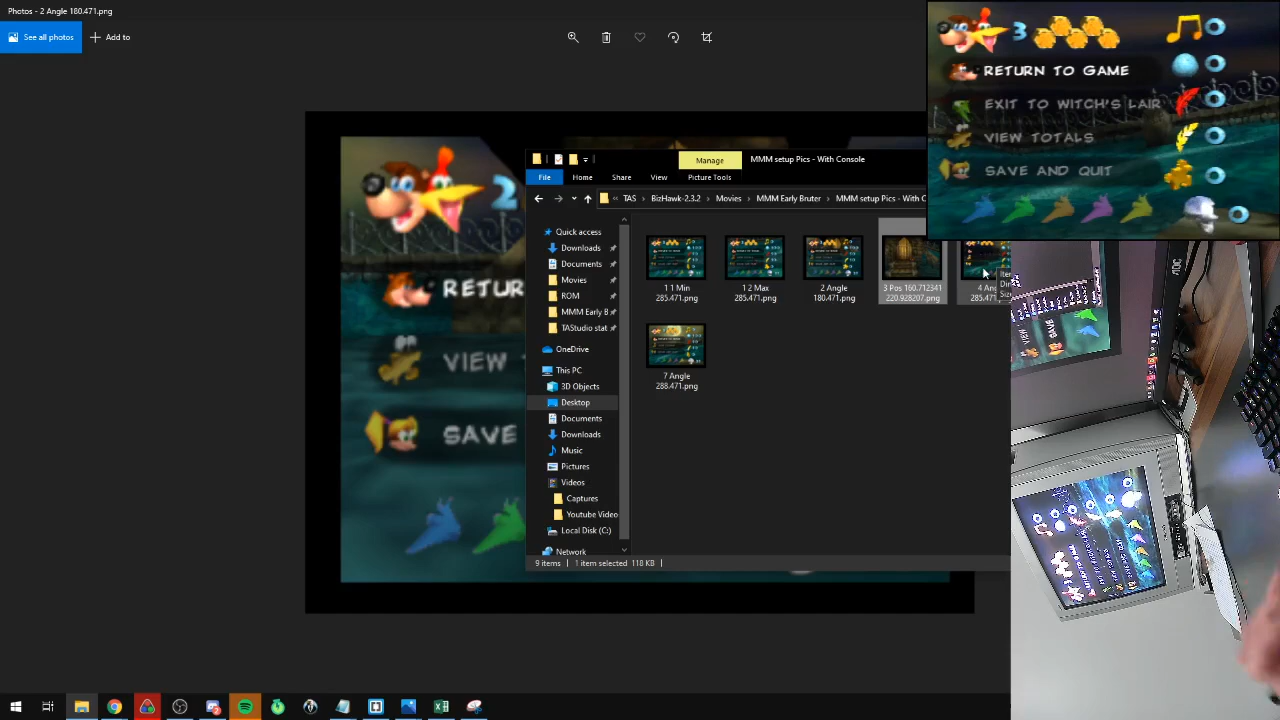 Photos - 2 Angle 180.471.png
See all photos
Add to
2
RETURN
VIEW T
SAVE
Manage
MMM setup Pics - With Console
File
Home
Share
View
Picture Tools
TAS
BizHawk-2.3.2
Movies
MMM Early Bruter
MMM setup Pics - With C
Quick access
Downloads
Documents
Movies
ROM
MMM Early B
TAStudio stat
OneDrive
This PC
3D Objects
Desktop
Documents
Downloads
Music
Pictures
Videos
Captures
Youtube Video
Local Disk (C:)
Network
1 1 Min
285.471.png
1 2 Max
285.471.png
2 Angle
180.471.png
3 Pos 160.712341
220.928207.png
4 An
285.471
7 Angle
288.471.png
9 items
1 item selected 118 KB
3
RETURN TO GAME
EXIT TO WITCH'S LAIR
VIEW TOTALS
SAVE AND QUIT